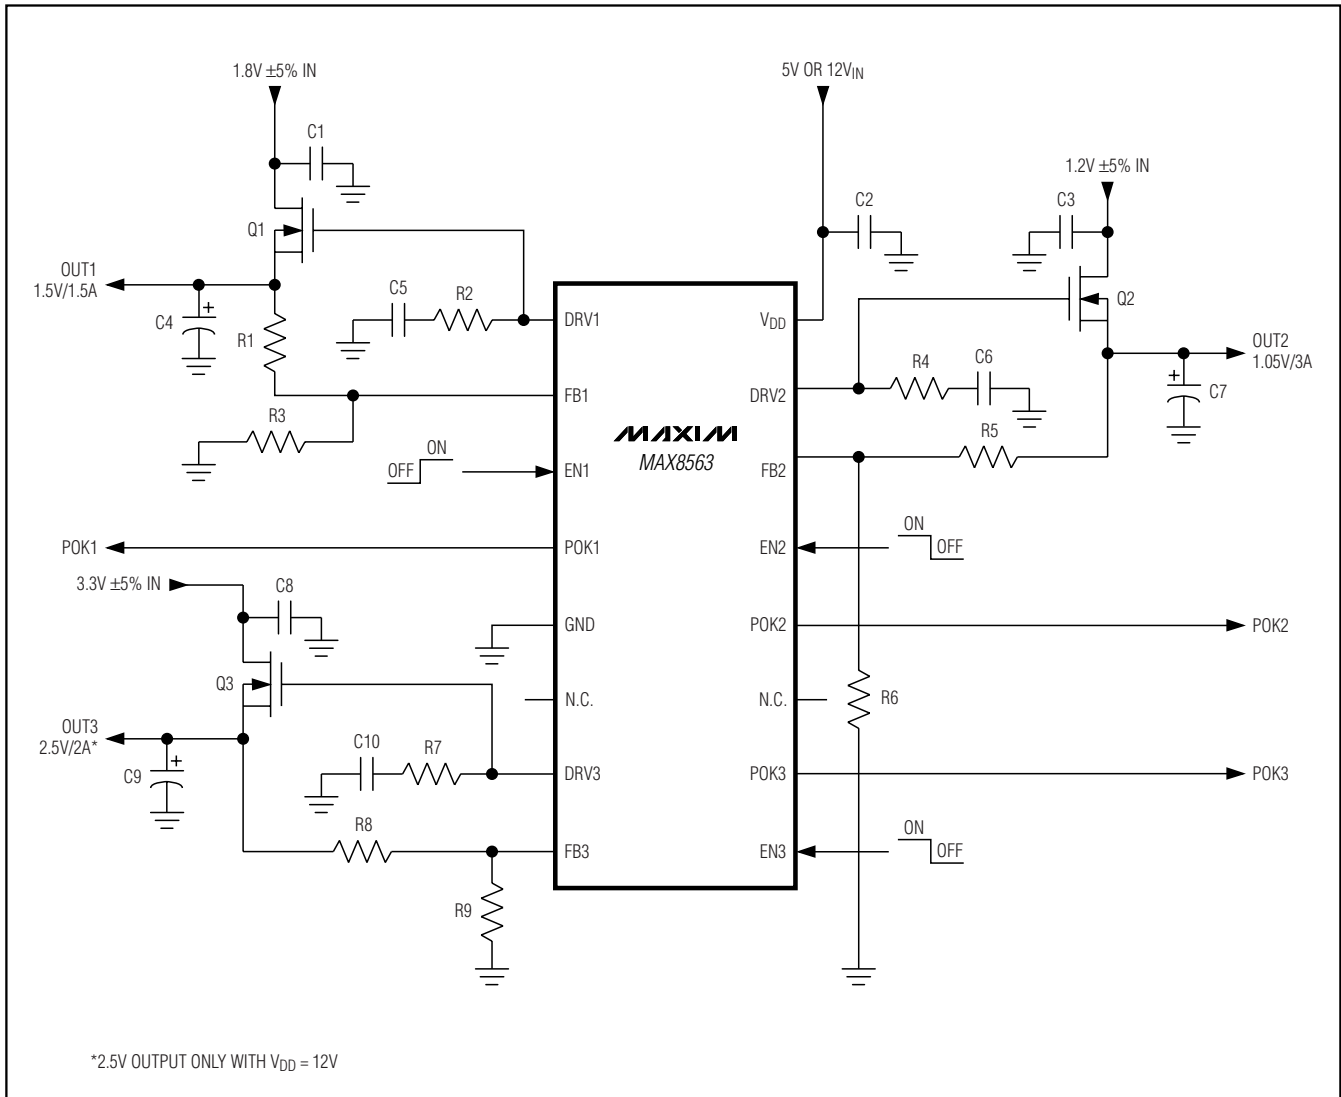 1.8V ±5% IN
5V OR 12VIN
C1
1.2V ±5% IN
C2
C3
Q1
OUT1
1.5V/1.5A
C5
R2
Q2
C4
R1
DRV1
VDD
OUT2
1.05V/3A
R4
C6
C7
FB1
DRV2
R3
MAXIM
MAX8563
R5
ON
OFF
EN1
FB2
ON
OFF
POK1
POK1
EN2
3.3V ±5% IN
C8
GND
POK2
POK2
Q3
N.C.
N.C.
R6
OUT3
2.5V/2A*
C10
R7
C9
DRV3
POK3
POK3
R8
ON
OFF
FB3
EN3
R9
*2.5V OUTPUT ONLY WITH VDD = 12V